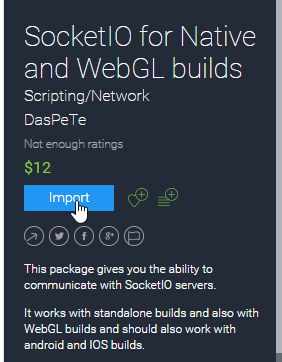 SocketIO for Native
and WebGL builds
Scripting/Network
DasPeTe
Not enough ratings
$12
Import
This package gives you the ability to
communicate with SocketIO servers.
It works with standalone builds and also with
WebGL builds and should also work with
android and IOS builds.